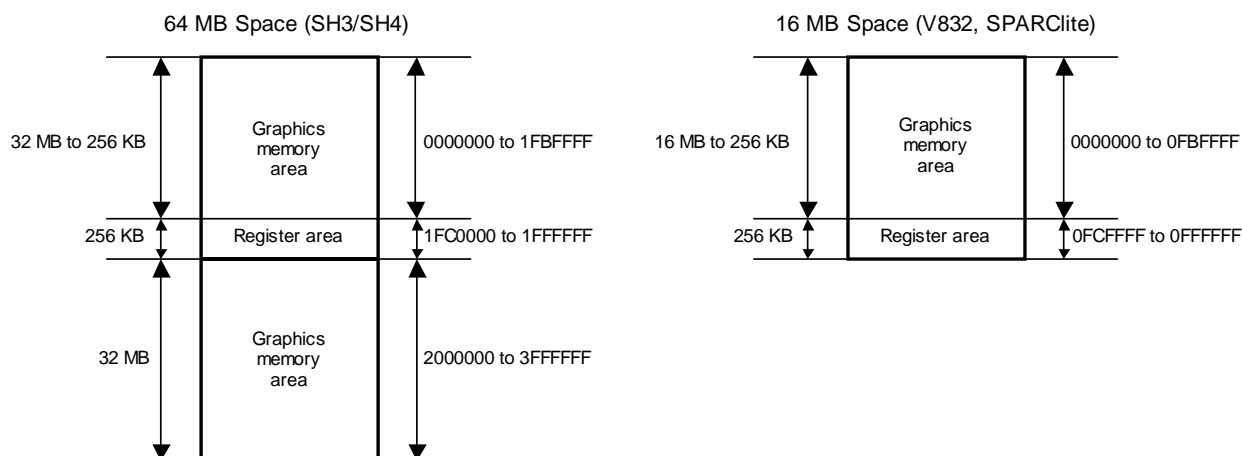 64 MB Space (SH3/SH4)
32 MB to 256 KB
Graphics
memory
area
0000000 to 1FBFFFF
256 KB
Register area
1FC0000 to 1FFFFFF
32 MB
Graphics
memory
area
2000000 to 3FFFFFF
16 MB Space (V832, SPARClite)
16 MB to 256 KB
Graphics
memory
area
0000000 to 0FBFFFF
256 KB
Register area
0FCFFFF to 0FFFFFF